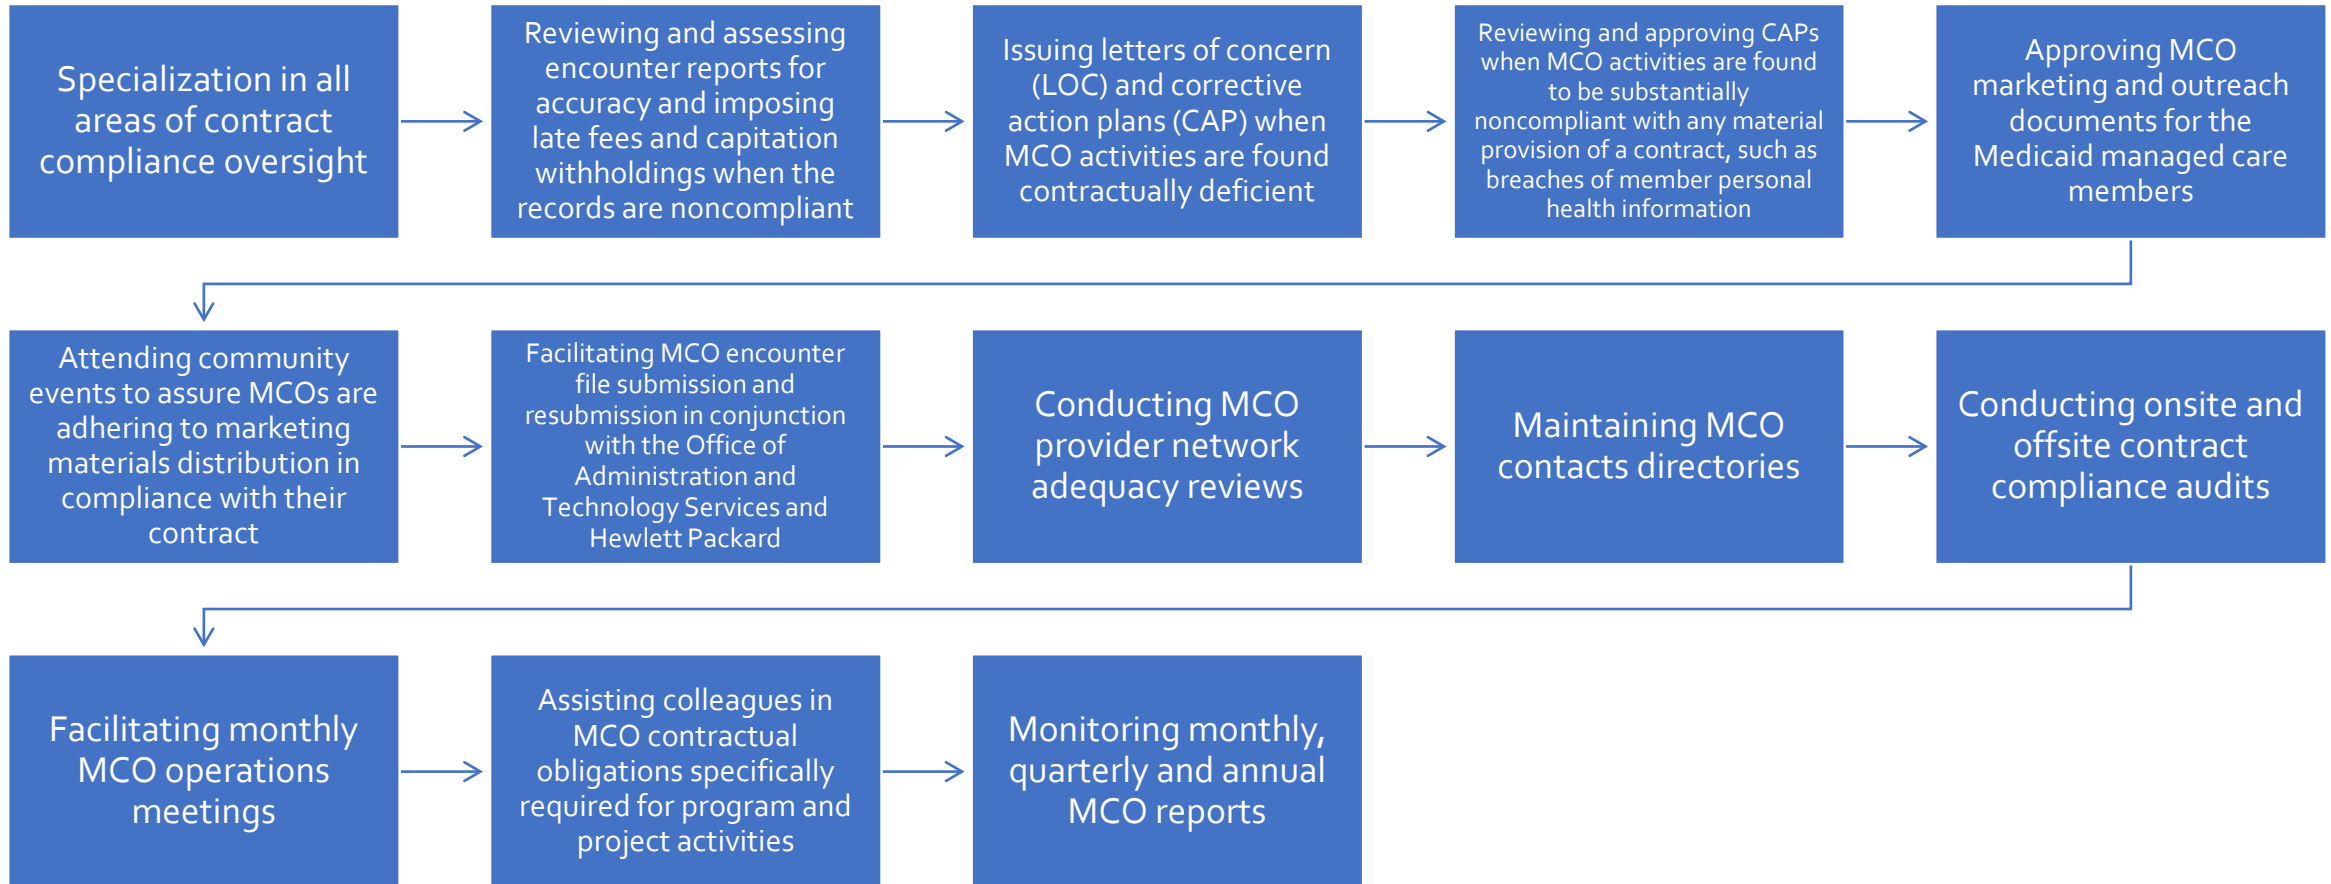 Specialization in all
areas of contract
compliance oversight
Reviewing and assessing
encounter reports for
accuracy and imposing
late fees and capitation
withholdings when the
records are noncompliant
Issuing letters of concern
(LOC) and corrective
action plans (CAP) when
MCO activities are found
contractually deficient
Reviewing and approving CAPs
when MCO activities are found
to be substantially
noncompliant with any material
provision of a contract, such as
breaches of member personal
health information
Approving MCO
marketing and outreach
documents for the
Medicaid managed care
members
Attending community
events to assure MCOs are
adhering to marketing
materials distribution in
compliance with their
contract
Facilitating MCO encounter
file submission and
resubmission in conjunction
with the Office of
Administration and
Technology Services and
Hewlett Packard
Conducting MCO
provider network
adequacy reviews
Maintaining MCO
contacts directories
Conducting onsite and
offsite contract
compliance audits
Facilitating monthly
MCO operations
meetings
Assisting colleagues in
MCO contractual
obligations specifically
required for program and
project activities
Monitoring monthly,
quarterly and annual
MCO reports